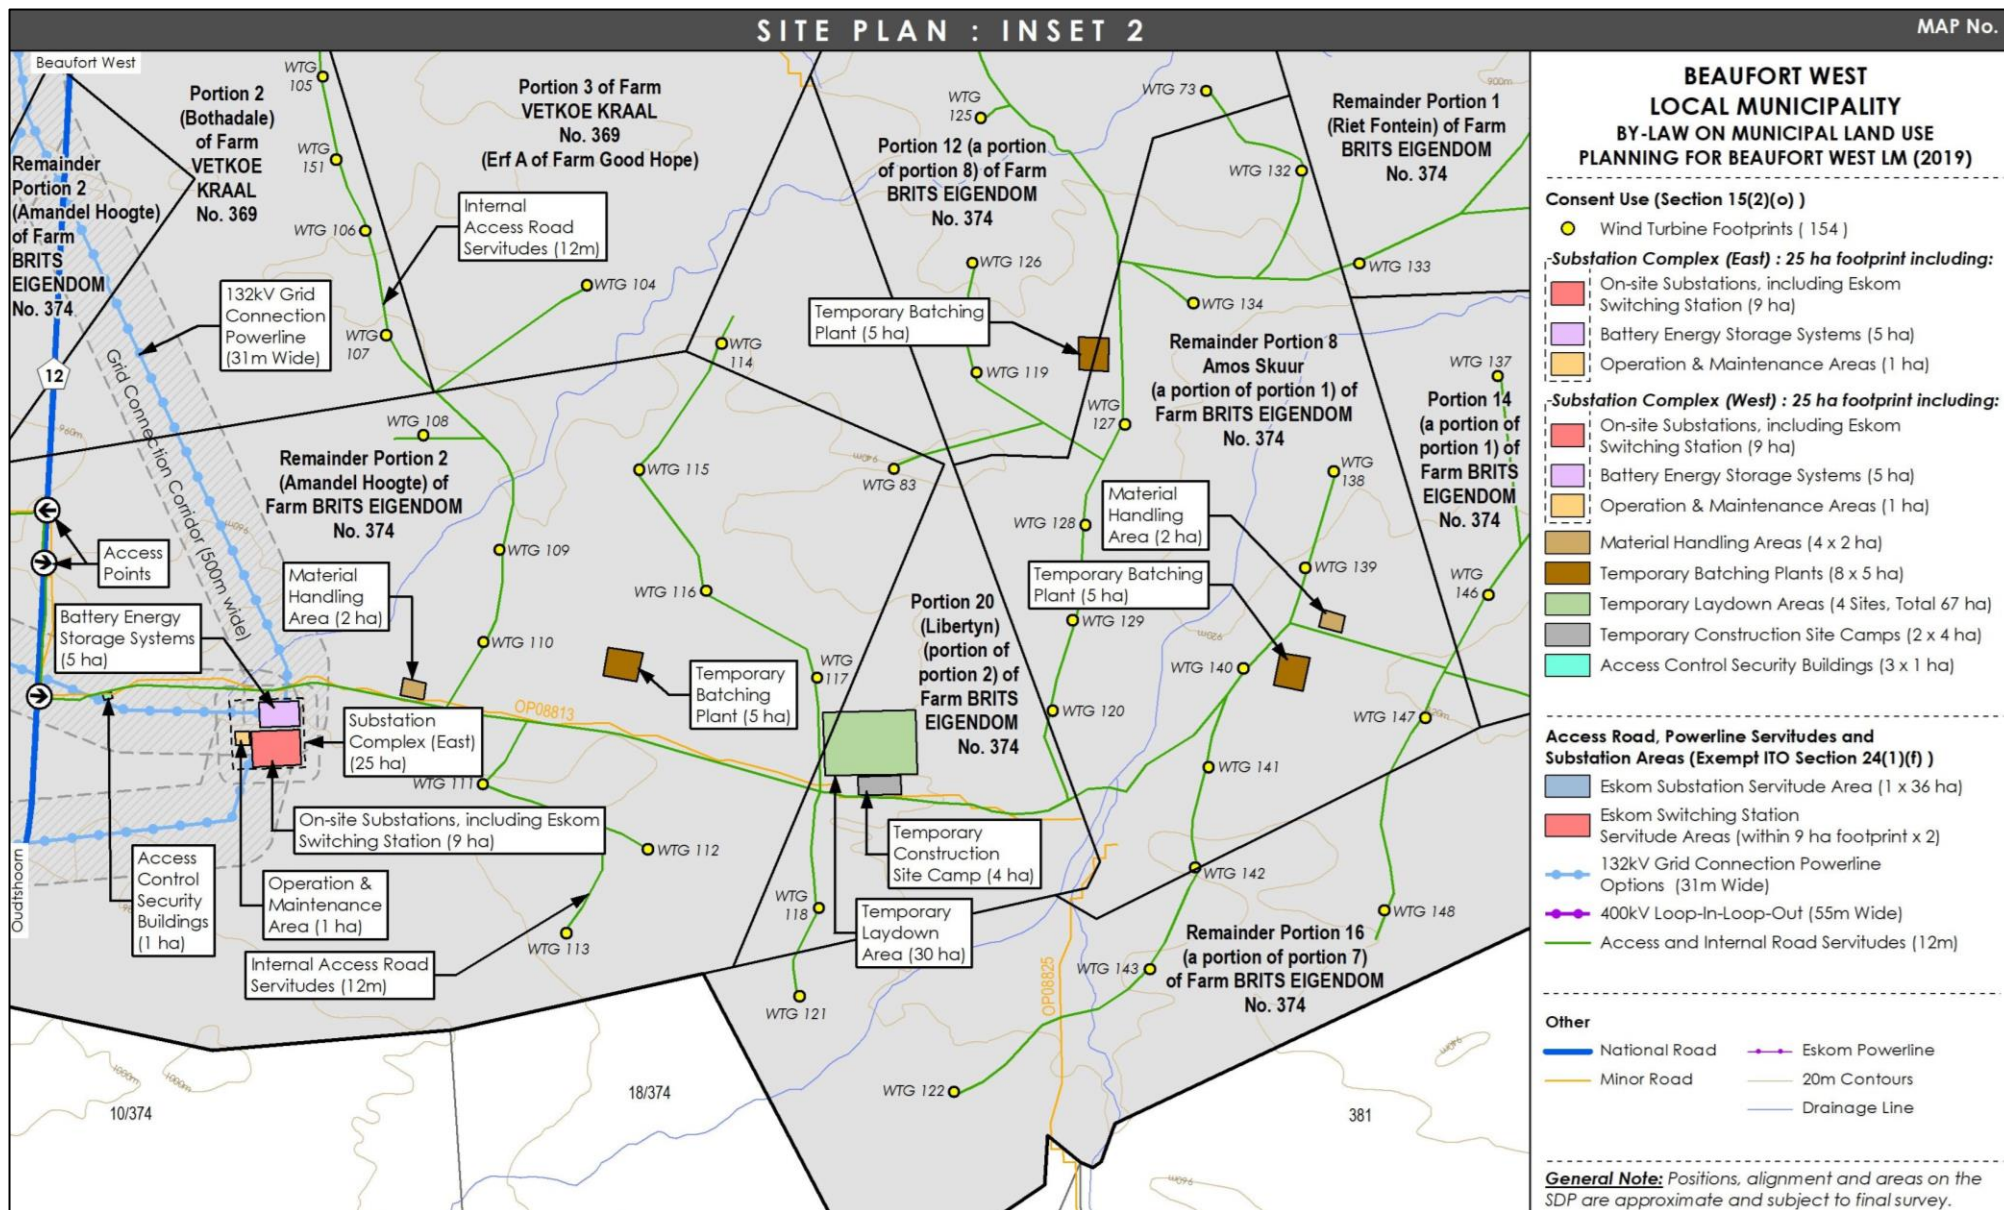 SITE PLAN : INSET 2
MAP No.
Beaufort West
WTG
105
Portion 2
(Bothadale)
of Farm
VETKOE
KRAAL
No. 369
Portion 3 of Farm
VETKOE KRAAL
No. 369
(Erf A of Farm Good Hope)
WTG
125
WTG 73
Remainder Portion 1
(Riet Fontein) of Farm
BRITS EIGENDOM
No. 374
900m
Remainder
Portion 2
(Amandel Hoogte)
of Farm
BRITS
EIGENDOM
No. 374
WTG
151
Portion 12 (a portion
of portion 8) of Farm
BRITS EIGENDOM
No. 374
WTG 132
WTG 106
Internal
Access Road
Servitudes (12m)
132kV Grid
Connection
Powerline
(31m Wide)
WTG 104
WTG 126
WTG 133
WTG 134
Temporary Batching
Plant (5 ha)
WTG
107
WTG
114
Remainder Portion 8
Amos Skuur
(a portion of portion 1) of
Farm BRITS EIGENDOM
No. 374
WTG 137
12
Grid Connection Corridor (500m wide)
WTG 119
Portion 14
(a portion of
portion 1) of
Farm BRITS
EIGENDOM
No. 374
WTG 108
WTG
127
960m
Remainder Portion 2
(Amandel Hoogte) of
Farm BRITS EIGENDOM
No. 374
WTG 115
940m
WTG 83
WTG
138
Material
Handling
Area (2 ha)
960m
WTG 128
Access
Points
WTG 109
Material
Handling
Area (2 ha)
WTG 116
Temporary Batching
Plant (5 ha)
WTG 139
WTG
146
Battery Energy
Storage Systems
(5 ha)
Portion 20
(Libertyn)
(portion of
portion 2) of
Farm BRITS
EIGENDOM
No. 374
WTG 129
920m
WTG 110
WTG
117
WTG 140
Temporary
Batching
Plant (5 ha)
OP08813
Substation
Complex (East)
(25 ha)
WTG 120
WTG 147
920m
WTG 111
WTG 141
On-site Substations, including Eskom
Switching Station (9 ha)
WTG 112
Temporary
Construction
Site Camp (4 ha)
Access
Control
Security
Buildings
(1 ha)
Operation &
Maintenance
Area (1 ha)
WTG 142
Oudtshoorn
WTG
118
Temporary
Laydown
Area (30 ha)
WTG 148
WTG 113
Internal Access Road
Servitudes (12m)
Remainder Portion 16
(a portion of portion 7)
of Farm BRITS EIGENDOM
No. 374
WTG 143
OP08825
WTG 121
WTG 122
1000m
1000m
940m
10/374
18/374
381
940m
BEAUFORT WEST
LOCAL MUNICIPALITY
BY-LAW ON MUNICIPAL LAND USE
PLANNING FOR BEAUFORT WEST LM (2019)
Consent Use (Section 15(2)(o) )
Wind Turbine Footprints ( 154 )
Substation Complex (East) : 25 ha footprint including:
On-site Substations, including Eskom
Switching Station (9 ha)
Battery Energy Storage Systems (5 ha)
Operation & Maintenance Areas (1 ha)
Substation Complex (West) : 25 ha footprint including:
On-site Substations, including Eskom
Switching Station (9 ha)
Battery Energy Storage Systems (5 ha)
Operation & Maintenance Areas (1 ha)
Material Handling Areas (4 x 2 ha)
Temporary Batching Plants (8 x 5 ha)
Temporary Laydown Areas (4 Sites, Total 67 ha)
Temporary Construction Site Camps (2 x 4 ha)
Access Control Security Buildings (3 x 1 ha)
Access Road, Powerline Servitudes and
Substation Areas (Exempt ITO Section 24(1)(f) )
Eskom Substation Servitude Area (1 x 36 ha)
Eskom Switching Station
Servitude Areas (within 9 ha footprint x 2)
132kV Grid Connection Powerline
Options (31m Wide)
400kV Loop-In-Loop-Out (55m Wide)
Access and Internal Road Servitudes (12m)
Other
National Road
Eskom Powerline
Minor Road
20m Contours
Drainage Line
General Note: Positions, alignment and areas on the
SDP are approximate and subject to final survey.